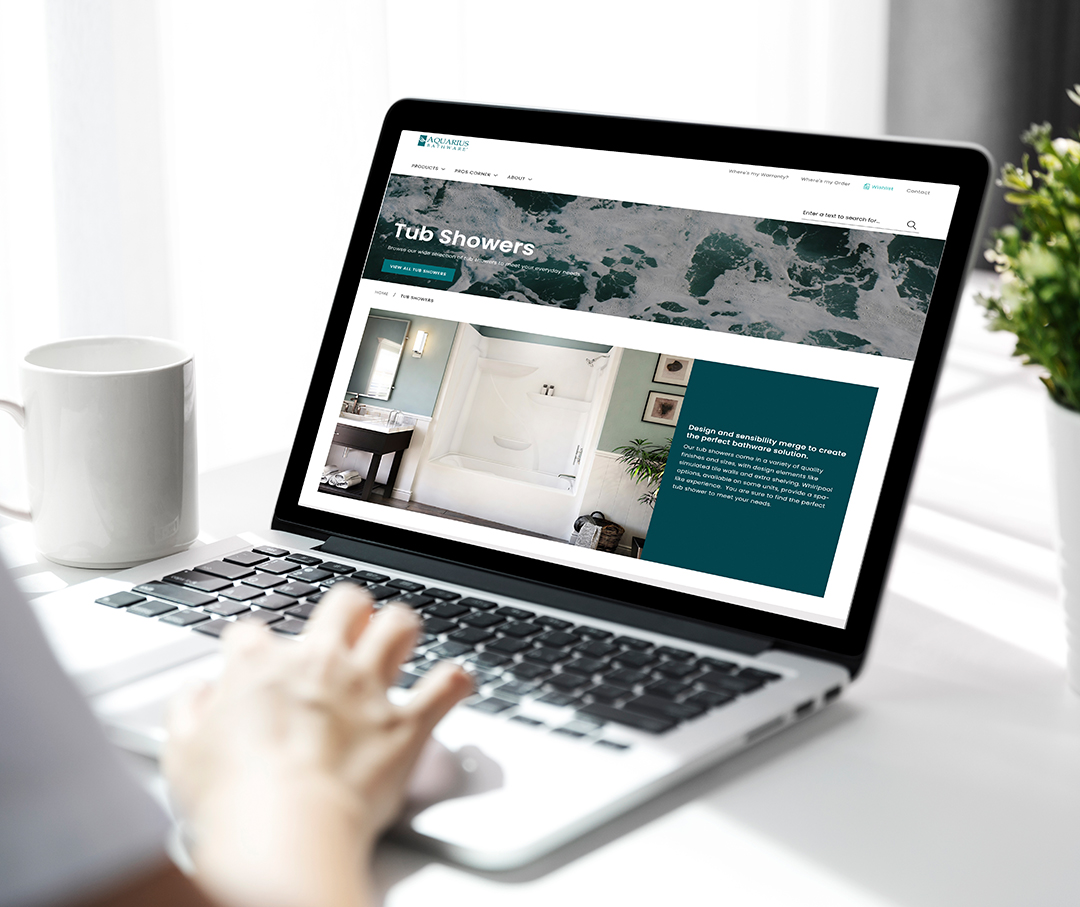 AQUARIUS
BATHWARE
PRODUCTS
PROS CORNER
ABOUT
Where's my Warranty?
Where's my Order
Wishlist
Contact
Enter a text to search for...
Tub Showers
Browse our wide selection of tub showers to meet your everyday needs.
VIEW ALL TUB SHOWERS
HOME / TUB SHOWERS
Design and sensibility merge to create
the perfect bathware solution.
Our tub showers come in a variety of quality
finishes and sizes, with design elements like
simulated tile walls and extra shelving. Whirlpool
options, available on some units, provide a spa-
like experience. You are sure to find the perfect
tub shower to meet your needs.